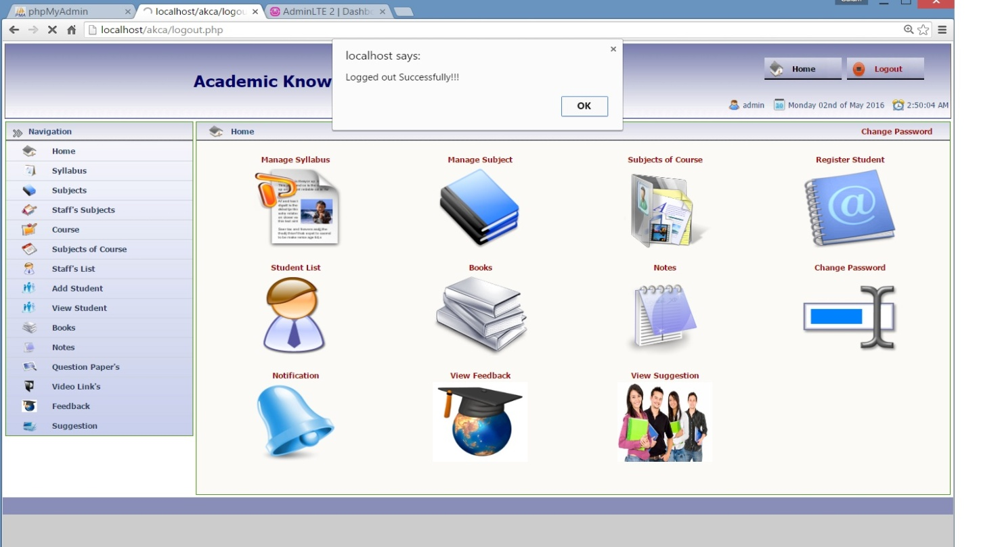 phpMyAdmin
localhost/akca/logou
AdminLTE 2 | Dashbo
localhost/akca/logout.php
localhost says:
Logged out Successfully!!!
OK
Academic Know
Home
Logout
admin
Monday 02nd of May 2016
2:50:04 AM
Navigation
Home
Syllabus
Subjects
Staff's Subjects
Course
Subjects of Course
Staff's List
Add Student
View Student
Books
Notes
Question Paper's
Video Link's
Feedback
Suggestion
Home
Change Password
Manage Syllabus
Manage Subject
Subjects of Course
Register Student
Student List
Books
Notes
Change Password
Notification
View Feedback
View Suggestion